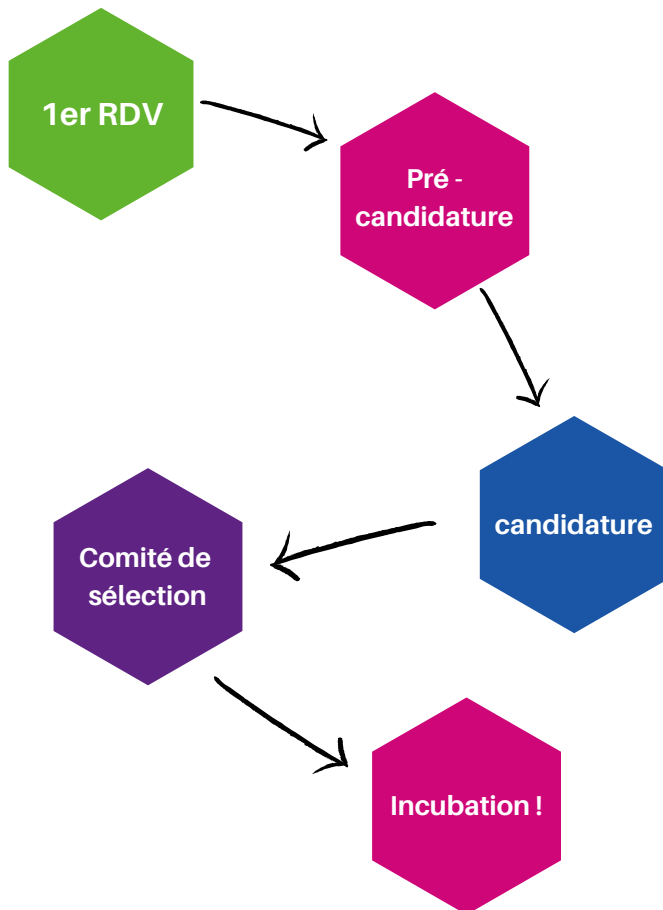 1er RDV
Pré -
candidature
candidature
Comité de
sélection
Incubation !